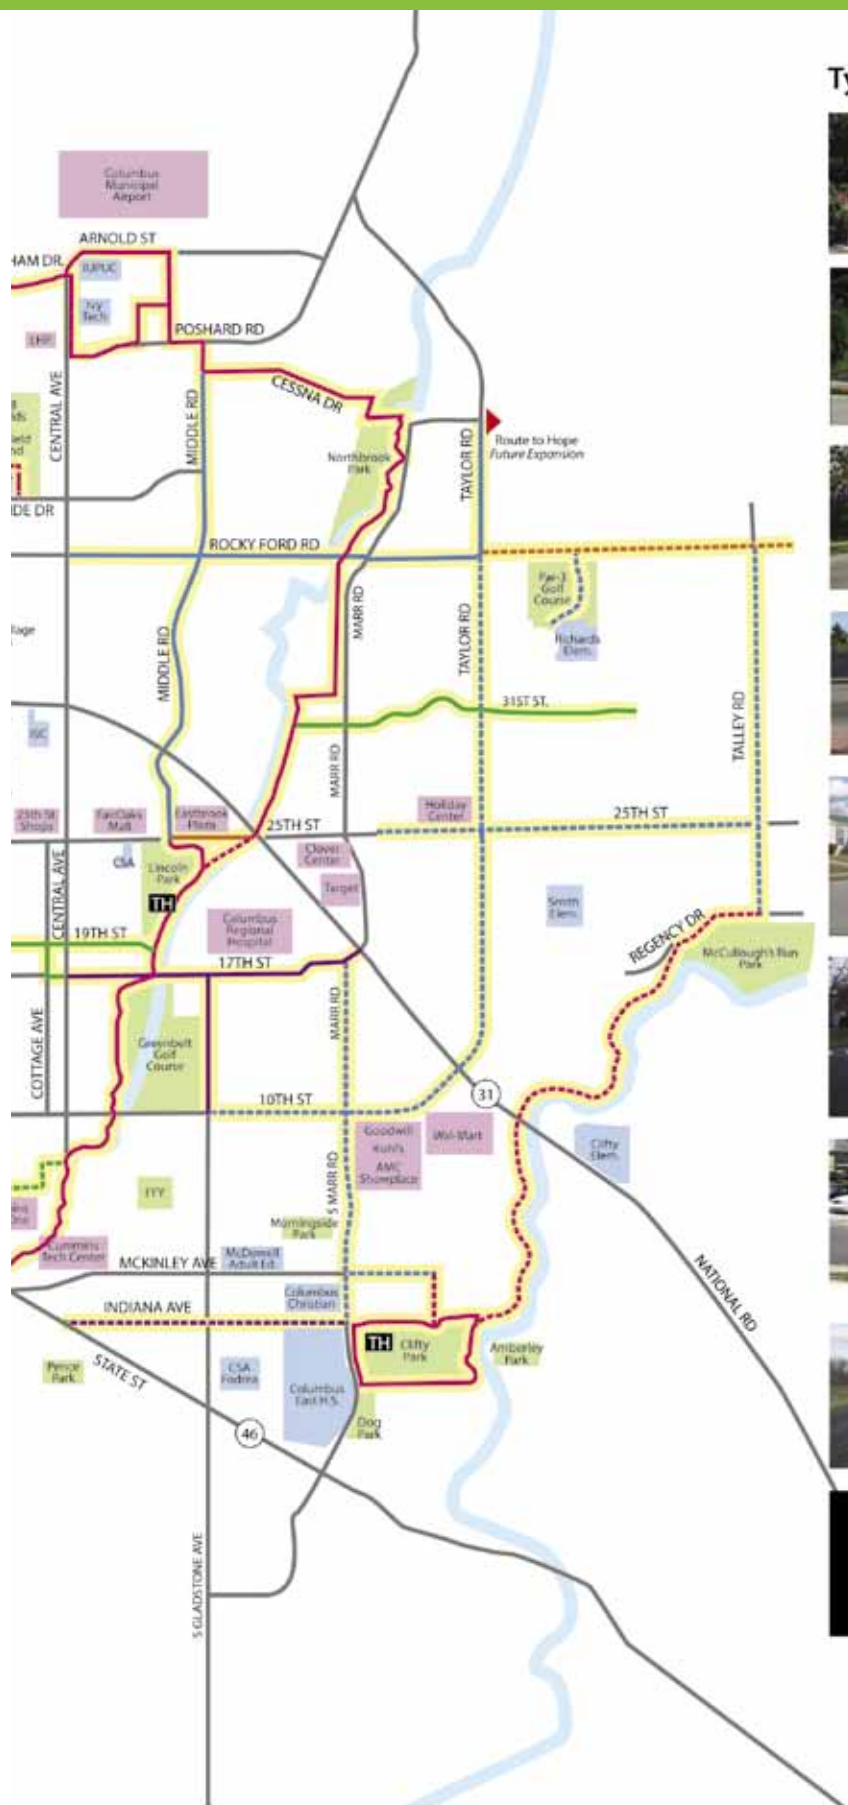 Ty
Columbus
Municipal
Airport
ARNOLD ST
HAM DR.
IUPUC
Ivy
Tech
POSHARD RD
LHP
CESSNA DR
CENTRAL AVE
MIDDLE RD
Northbrook
Park
TAYLOR RD
Route to Hope
Future Expansion
IDE DR
ROCKY FORD RD
Par-3
Golf
Course
MARR RD
TAYLOR RD
Richards
Elem.
MIDDLE RD
31ST ST.
TALLEY RD
MARR RD
25th St
Shops
FairOaks
Mall
Eastbrook
Plaza
25TH ST
Holiday
Center
25TH ST
CSA
Lincoln
Park
Clover
Center
Target
CENTRAL AVE
TH
Columbus
Regional
Hospital
Smith
Elem.
19TH ST
17TH ST
REGENCY DR
McCullough's Run
Park
MARR RD
COTTAGE AVE
Greenbelt
Golf
Course
10TH ST
31
Goodwill
Kohl's
AMC
Showplace
Wal-Mart
Clifty
Elem.
FFY
S MARR RD
Morningside
Park
Cummins
Tech Center
MCKINLEY AVE
McDowell
Adult Ed.
NATIONAL RD
INDIANA AVE
Columbus
Christian
TH
Clifty
Park
Amberley
Park
Pence
Park
STATE ST
CSA
Fodrea
Columbus
East H.S.
Dog
Park
46
S GLADSTONE AVE